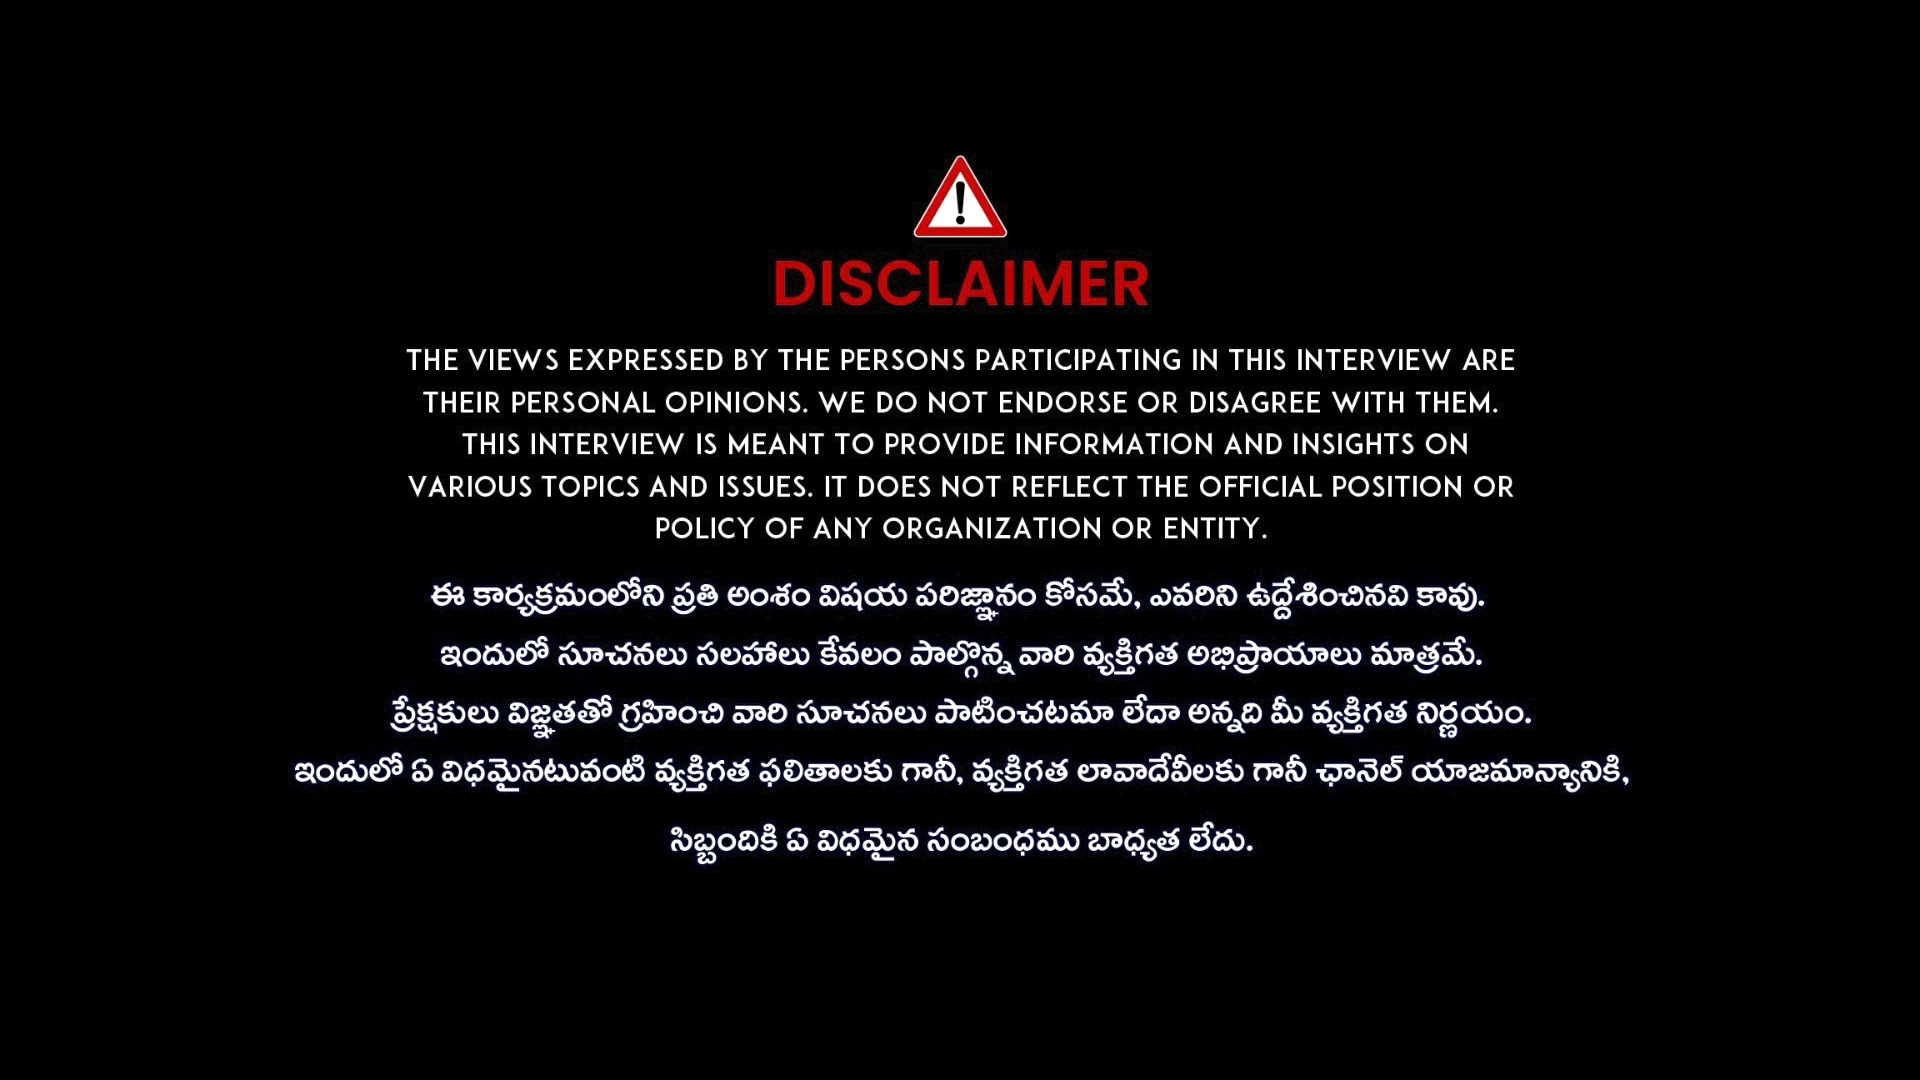 DISCLAIMER
THE VIEWS EXPRESSED BY THE PERSONS PARTICIPATING IN THIS INTERVIEW ARE
THEIR PERSONAL OPINIONS. WE DO NOT ENDORSE OR DISAGREE WITH THEM.
THIS INTERVIEW IS MEANT TO PROVIDE INFORMATION AND INSIGHTS ON
VARIOUS TOPICS AND ISSUES. IT DOES NOT REFLECT THE OFFICIAL POSITION OR
POLICY OF ANY ORGANIZATION OR ENTITY.
ఈ కార్యక్రమంలోని ప్రతి అంశం విషయ పరిజ్ఞానం కోసమే, ఎవరిని ఉద్దేశించినవి కావు.
ఇందులో సూచనలు సలహాలు కేవలం పాల్గొన్న వారి వ్యక్తిగత అభిప్రాయాలు మాత్రమే.
ప్రేక్షకులు విజ్ఞతతో గ్రహించి వారి సూచనలు పాటించటమా లేదా అన్నది మీ వ్యక్తిగత నిర్ణయం.
ఇందులో ఏ విధమైనటువంటి వ్యక్తిగత ఫలితాలకు గానీ, వ్యక్తిగత లావాదేవీలకు గానీ ఛానెల్ యాజమాన్యానికి,
సిబ్బందికి ఏ విధమైన సంబంధము బాధ్యత లేదు.